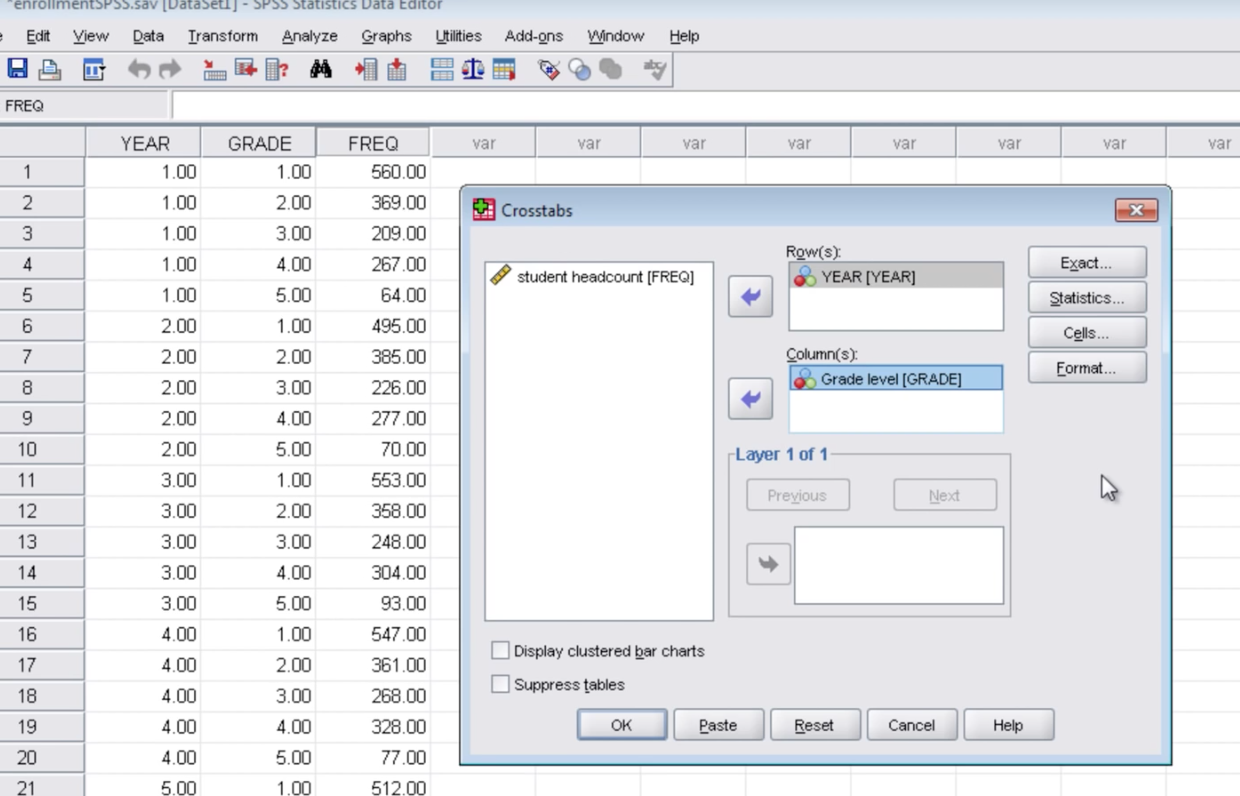 *enrollmentSPSS.sav [DataSet1] - SPSS Statistics Data Editor
Edit View Data Transform Analyze Graphs Utilities Add-ons Window Help
FREQ
YEAR GRADE FREQ var var var var var var var var
1 1.00 1.00 560.00
2 1.00 2.00 369.00
3 1.00 3.00 209.00
4 1.00 4.00 267.00
5 1.00 5.00 64.00
6 2.00 1.00 495.00
7 2.00 2.00 385.00
8 2.00 3.00 226.00
9 2.00 4.00 277.00
10 2.00 5.00 70.00
11 3.00 1.00 553.00
12 3.00 2.00 358.00
13 3.00 3.00 248.00
14 3.00 4.00 304.00
15 3.00 5.00 93.00
16 4.00 1.00 547.00
17 4.00 2.00 361.00
18 4.00 3.00 268.00
19 4.00 4.00 328.00
20 4.00 5.00 77.00
21 5.00 1.00 512.00
Crosstabs
student headcount [FREQ]
Row(s):
YEAR [YEAR]
Column(s):
Grade level [GRADE]
Layer 1 of 1
Previous Next
Exact...
Statistics...
Cells...
Format...
Display clustered bar charts
Suppress tables
OK Paste Reset Cancel Help